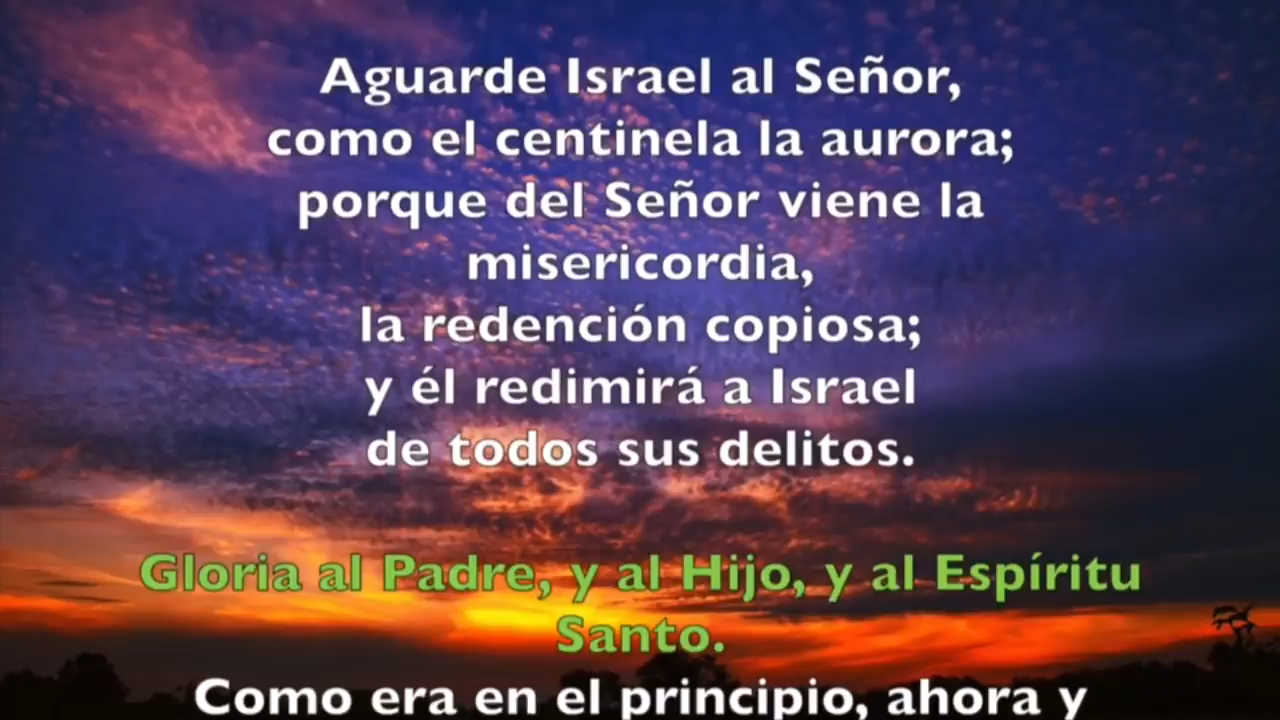 Aguarde Israel al Señor,
como el centinela la aurora;
porque del Señor viene la
misericordia,
la redención copiosa;
y él redimirá a Israel
de todos sus delitos.
Gloria al Padre, y al Hijo, y al Espíritu
Santo.
Como era en el principio, ahora y